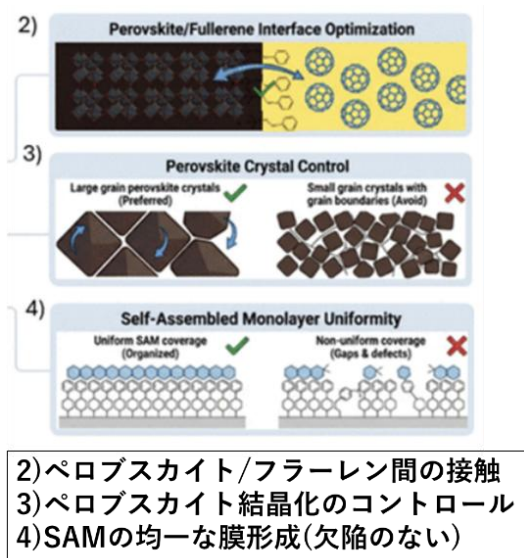 2)
Perovskite/Fullerene Interface Optimization
3)
Perovskite Crystal Control
Large grain perovskite crystals
(Preferred)
Small grain crystals with
grain boundaries (Avoid)
4)
Self-Assembled Monolayer Uniformity
Uniform SAM coverage
(Organized)
Non-uniform coverage
(Gaps & defects)
2)ペロブスカイト/フラーレン間の接触
3)ペロブスカイト結晶化のコントロール
4)SAMの均一な膜形成(欠陥のない)